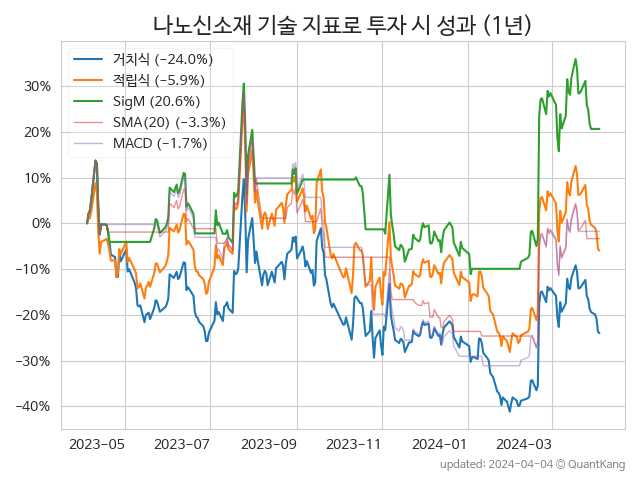 나노신소재 기술 지표로 투자 시 성과 (1년)
거치식 (−24.0%)
적립식 (−5.9%)
SigM (20.6%)
SMA(20) (−3.3%)
MACD (−1.7%)
30%
20%
10%
0%
−10%
−20%
−30%
−40%
2023−05 2023−07 2023−09 2023−11 2024−01 2024−03
updated: 2024−04−04 © QuantKang